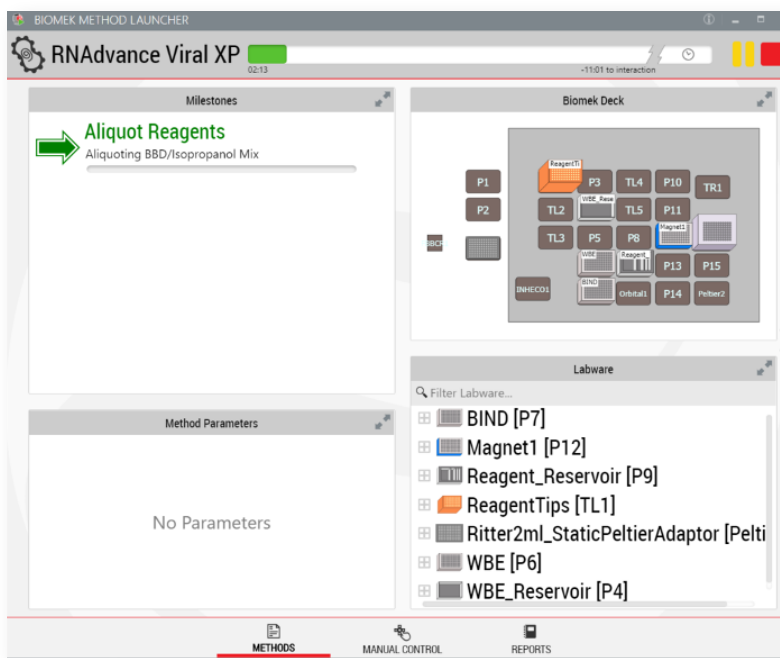 BIOMEK METHOD LAUNCHER
RNAdvance Viral XP
02:13
-11:01 to interaction
Milestones
Aliquot Reagents
Aliquoting BBD/Isopropanol Mix
Biomek Deck
ReagentTi
P1
P3
TL4
P10
TR1
P2
TL2
WBE_Rese
TL5
P11
TL3
P5
P8
Magnet1
WBE
Reagent_
P13
P15
INHECO1
BIND
Orbital1
P14
Peltier2
Method Parameters
No Parameters
Labware
Filter Labware...
BIND [P7]
Magnet1 [P12]
Reagent_Reservoir [P9]
ReagentTips [TL1]
Ritter2ml_StaticPeltierAdaptor [Pelti
WBE [P6]
WBE_Reservoir [P4]
METHODS
MANUAL CONTROL
REPORTS